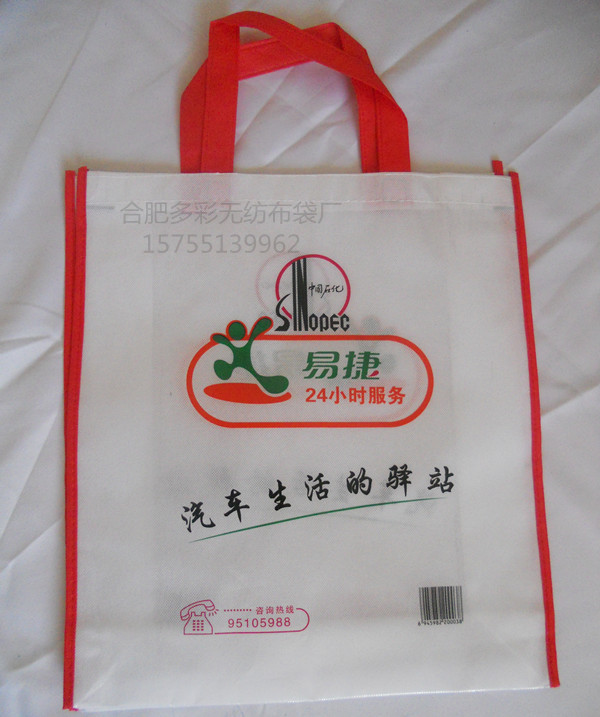 合肥多彩无纺布袋厂
15755139962
中国石化
SINOPEC
易捷
24小时服务
汽车生活的驿站
咨询热线
95105988
6945982200038